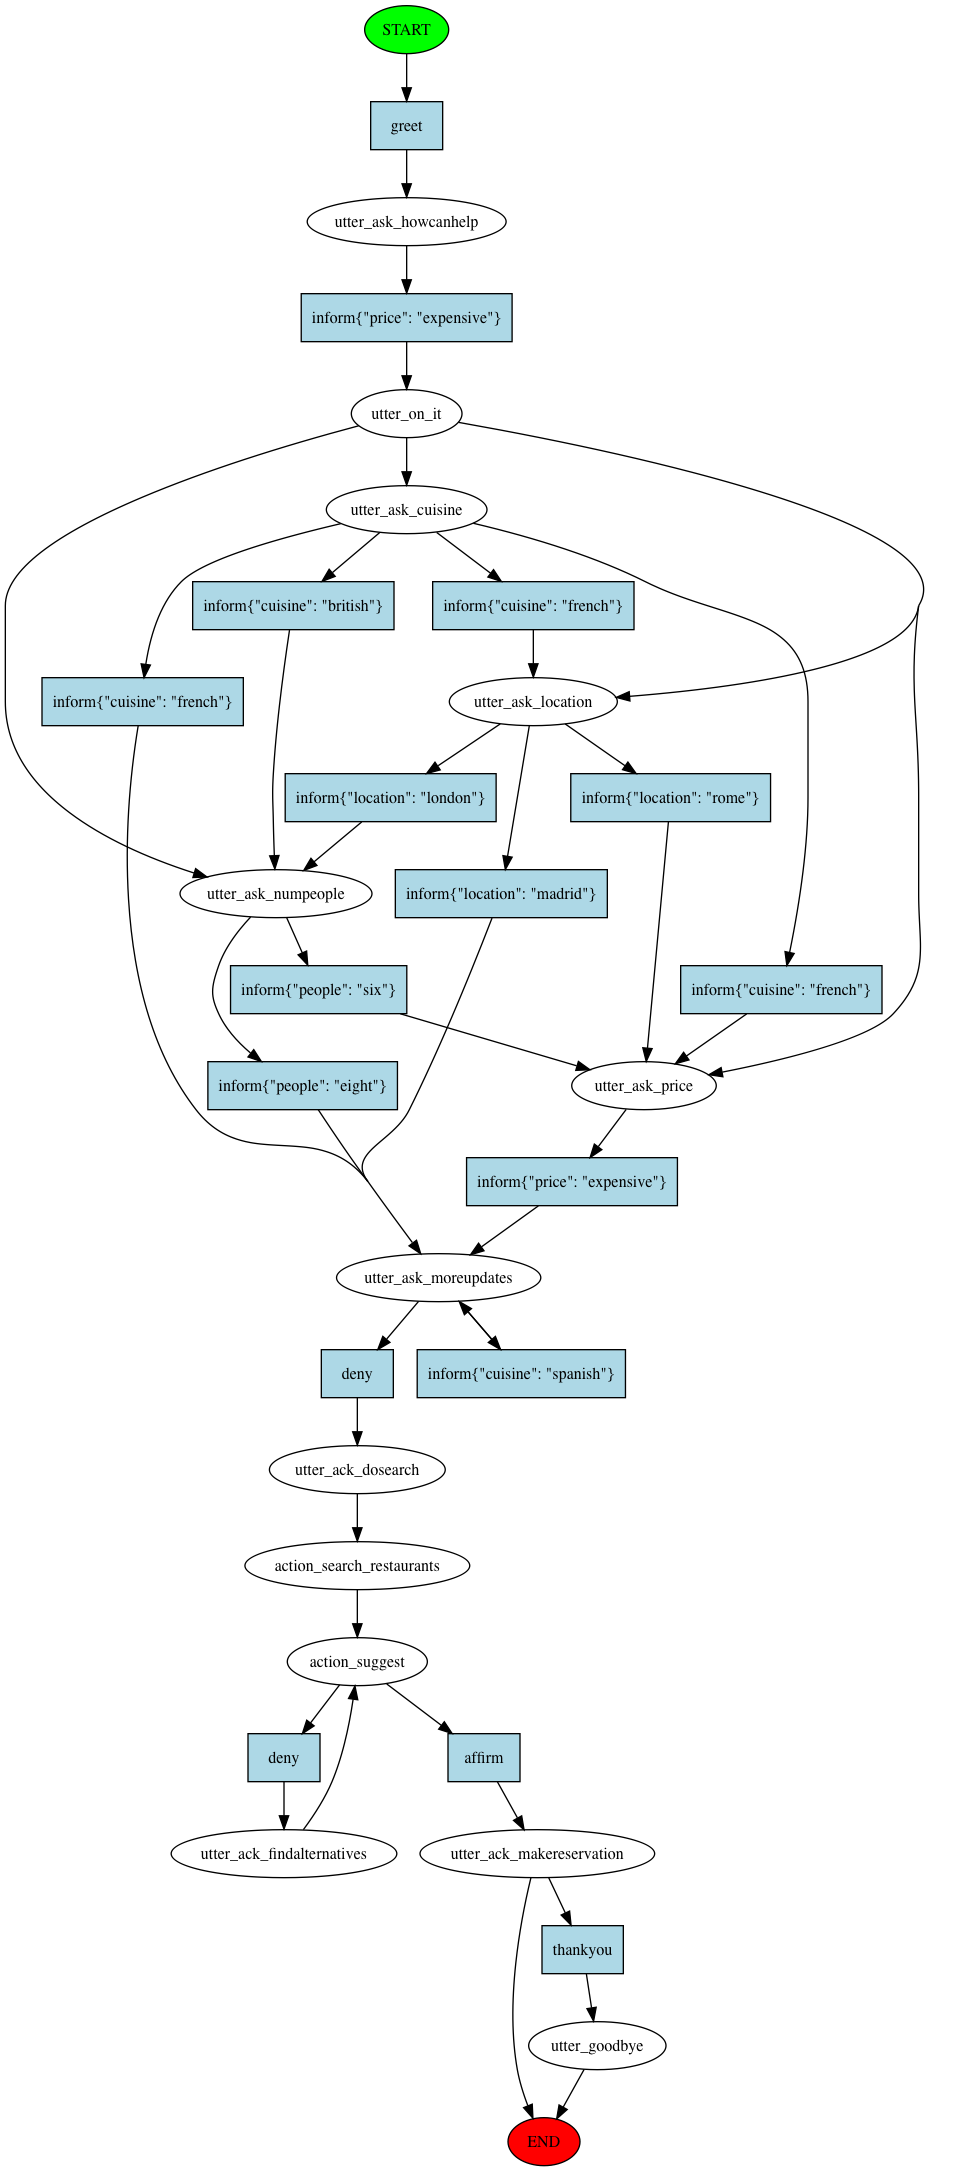 START
greet
utter_ask_howcanhelp
inform{"price": "expensive"}
utter_on_it
utter_ask_cuisine
inform{"cuisine": "british"}
inform{"cuisine": "french"}
inform{"cuisine": "french"}
utter_ask_location
inform{"location": "london"}
inform{"location": "rome"}
utter_ask_numpeople
inform{"location": "madrid"}
inform{"people": "six"}
inform{"cuisine": "french"}
inform{"people": "eight"}
utter_ask_price
inform{"price": "expensive"}
utter_ask_moreupdates
deny
inform{"cuisine": "spanish"}
utter_ack_dosearch
action_search_restaurants
action_suggest
deny
affirm
utter_ack_findalternatives
utter_ack_makereservation
thankyou
utter_goodbye
END